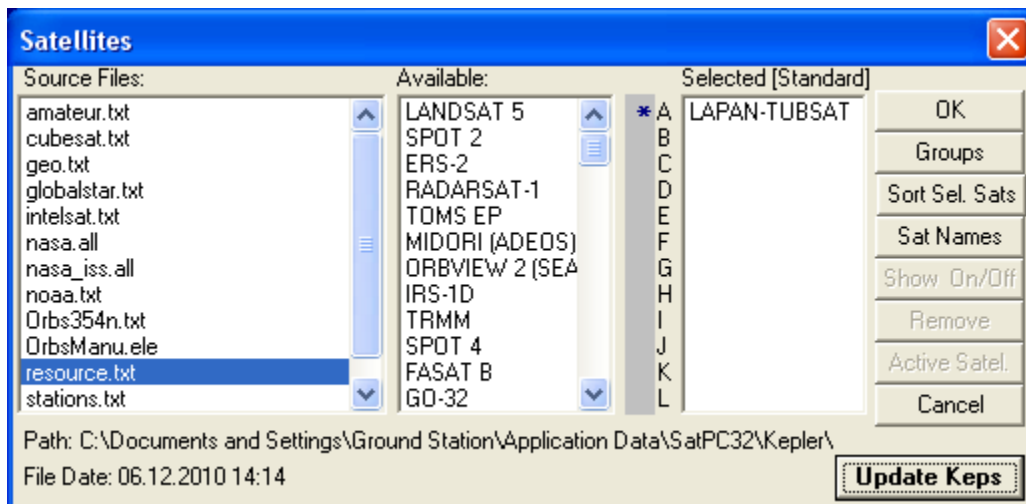 Satellites
Source Files:
amateur.txt
cubesat.txt
geo.txt
globalstar.txt
intelsat.txt
nasa.all
nasa_iss.all
noaa.txt
Orbs354n.txt
OrbsManu.ele
resource.txt
stations.txt
Available:
LANDSAT 5
SPOT 2
ERS-2
RADARSAT-1
TOMS EP
MIDORI (ADEOS)
ORBVIEW 2 (SEA
IRS-1D
TRMM
SPOT 4
FASAT B
GO-32
Selected [Standard]
* A LAPAN-TUBSAT
B
C
D
E
F
G
H
I
J
K
L
OK
Groups
Sort Sel. Sats
Sat Names
Show On/Off
Remove
Active Satel.
Cancel
Path: C:\Documents and Settings\Ground Station\Application Data\SatPC32\Kepler\
File Date: 06.12.2010 14:14
Update Keps